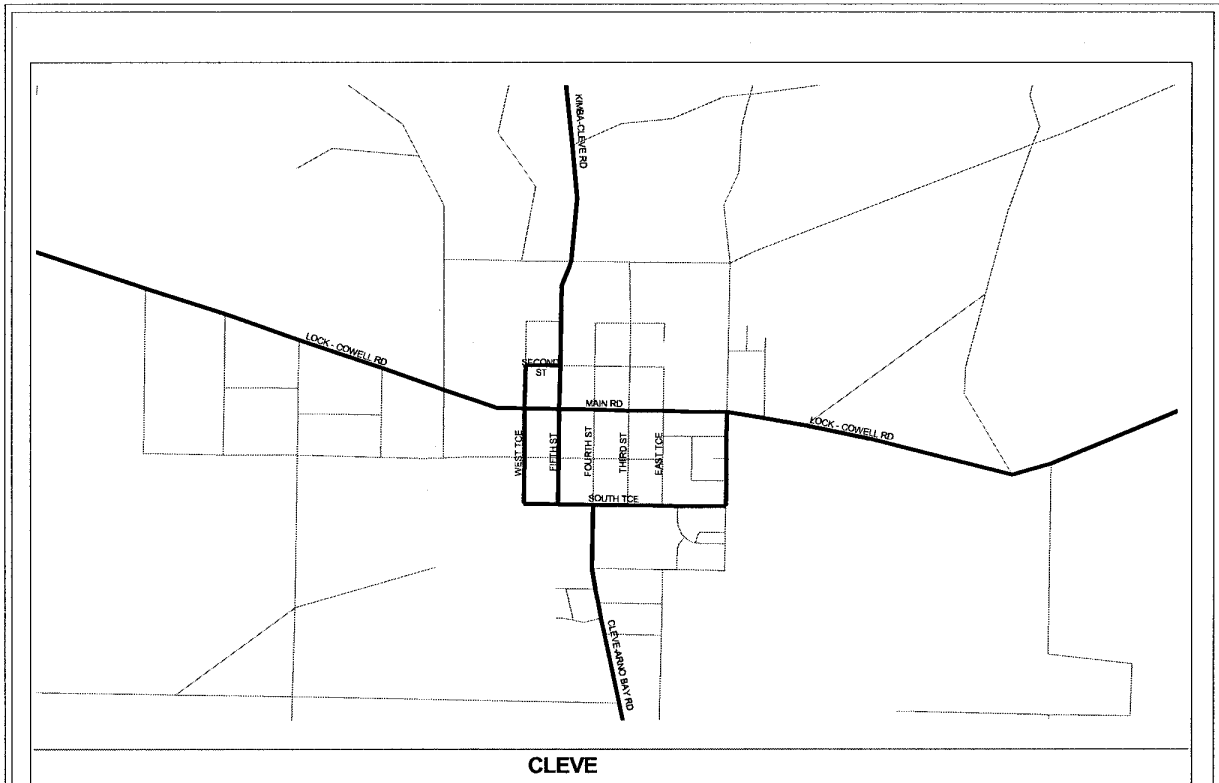 KIMBA-CLEVE RD
LOCK - COWELL RD
SECOND
ST
MAIN RD
LOCK - COWELL RD
WEST TCE
FIFTH ST
FOURTH ST
THIRD ST
EAST TCE
SOUTH TCE
CLEVE-ARNO BAY RD
CLEVE